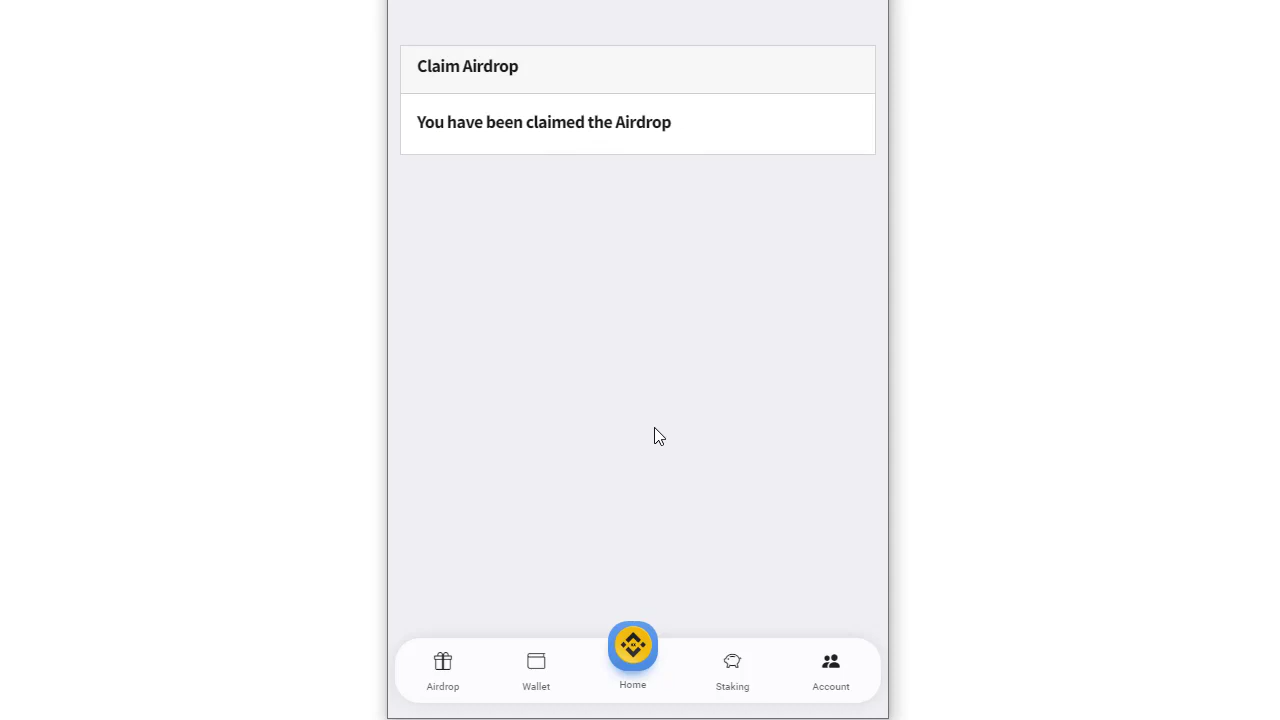 Claim Airdrop
You have been claimed the Airdrop
Airdrop
Wallet
Home
Staking
Account